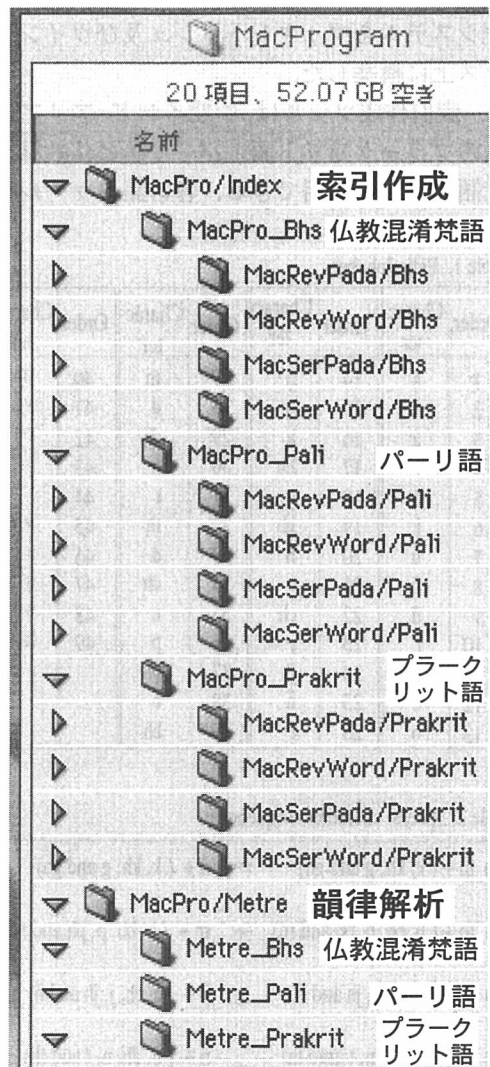 MacProgram
20 項目、52.07 GB 空き
名前
MacPro/Index 索引作成
MacPro_Bhs 仏教混淆梵語
MacRevPada/Bhs
MacRevWord/Bhs
MacSerPada/Bhs
MacSerWord/Bhs
MacPro_Pali パーリ語
MacRevPada/Pali
MacRevWord/Pali
MacSerPada/Pali
MacSerWord/Pali
MacPro_Prakrit プラーク
リット語
MacRevPada/Prakrit
MacRevWord/Prakrit
MacSerPada/Prakrit
MacSerWord/Prakrit
MacPro/Metre 韻律解析
Metre_Bhs 仏教混淆梵語
Metre_Pali パーリ語
Metre_Prakrit プラーク
リット語